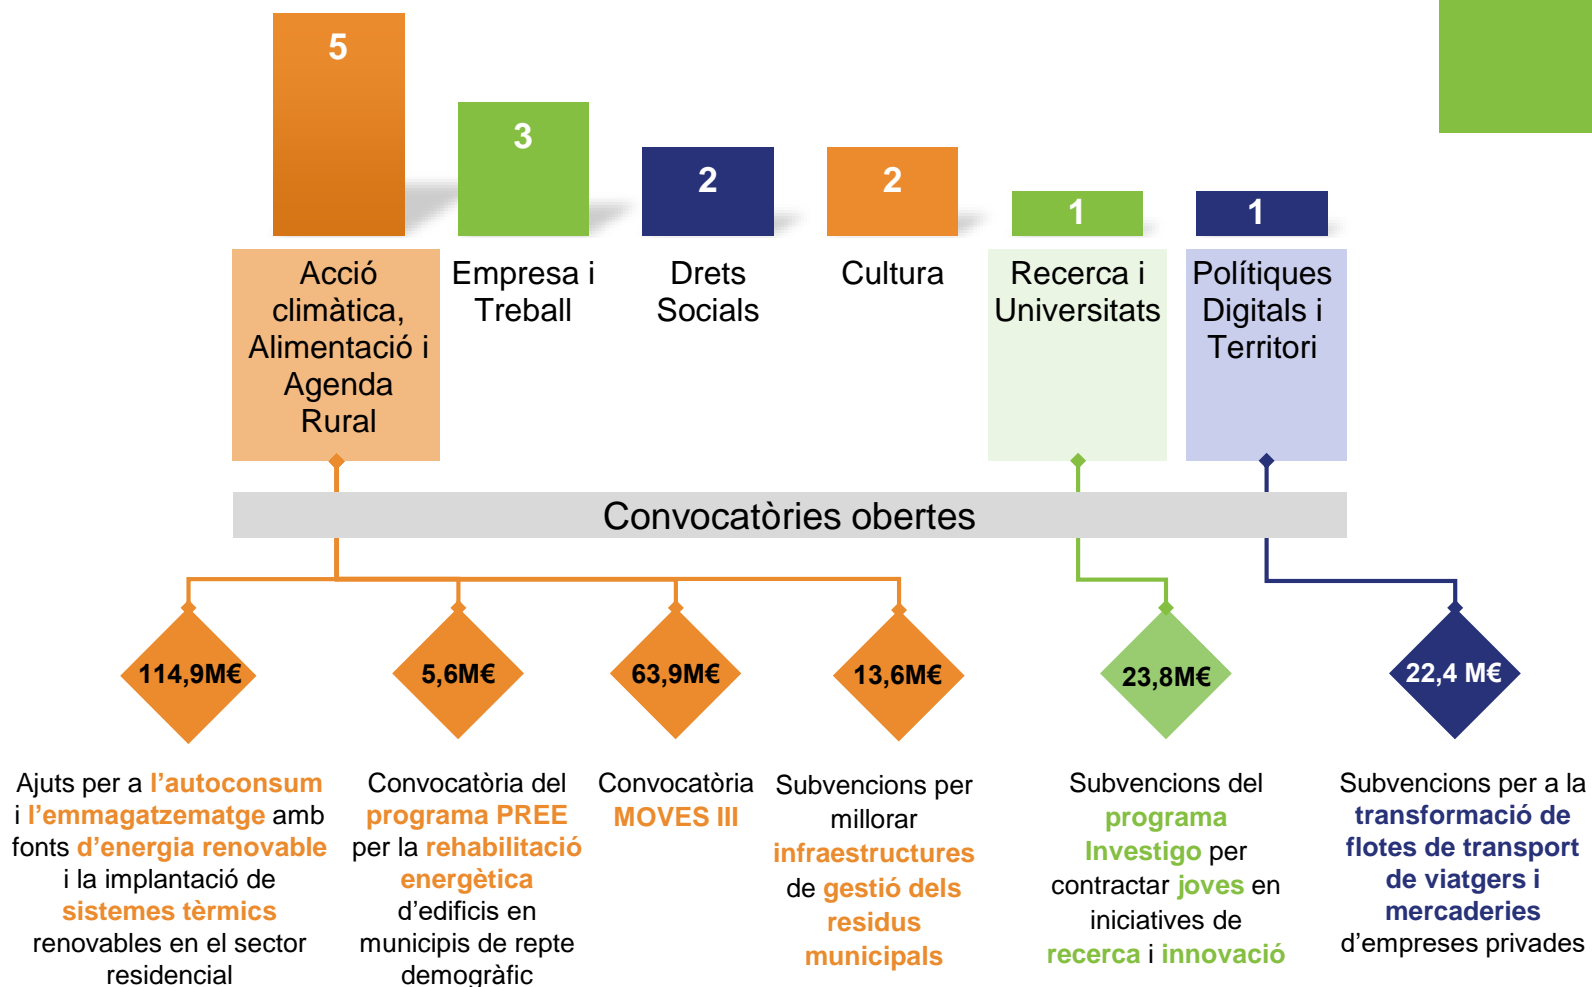 5
3
2
2
1
1
Acció
climàtica,
Alimentació i
Agenda
Rural
Empresa i
Treball
Drets
Socials
Cultura
Recerca i
Universitats
Polítiques
Digitals i
Territori
Convocatòries obertes
114,9M€
5,6M€
63,9M€
13,6M€
23,8M€
22,4 M€
Ajuts per a l’autoconsum
i l’emmagatzematge amb
fonts d’energia renovable
i la implantació de
sistemes tèrmics
renovables en el sector
residencial
Convocatòria del
programa PREE
per la rehabilitació
energètica
d’edificis en
municipis de repte
demogràfic
Convocatòria
MOVES III
Subvencions per
millorar
infraestructures
de gestió dels
residus
municipals
Subvencions del
programa
Investigo per
contractar joves en
iniciatives de
recerca i innovació
Subvencions per a la
transformació de
flotes de transport
de viatgers i
mercaderies
d’empreses privades